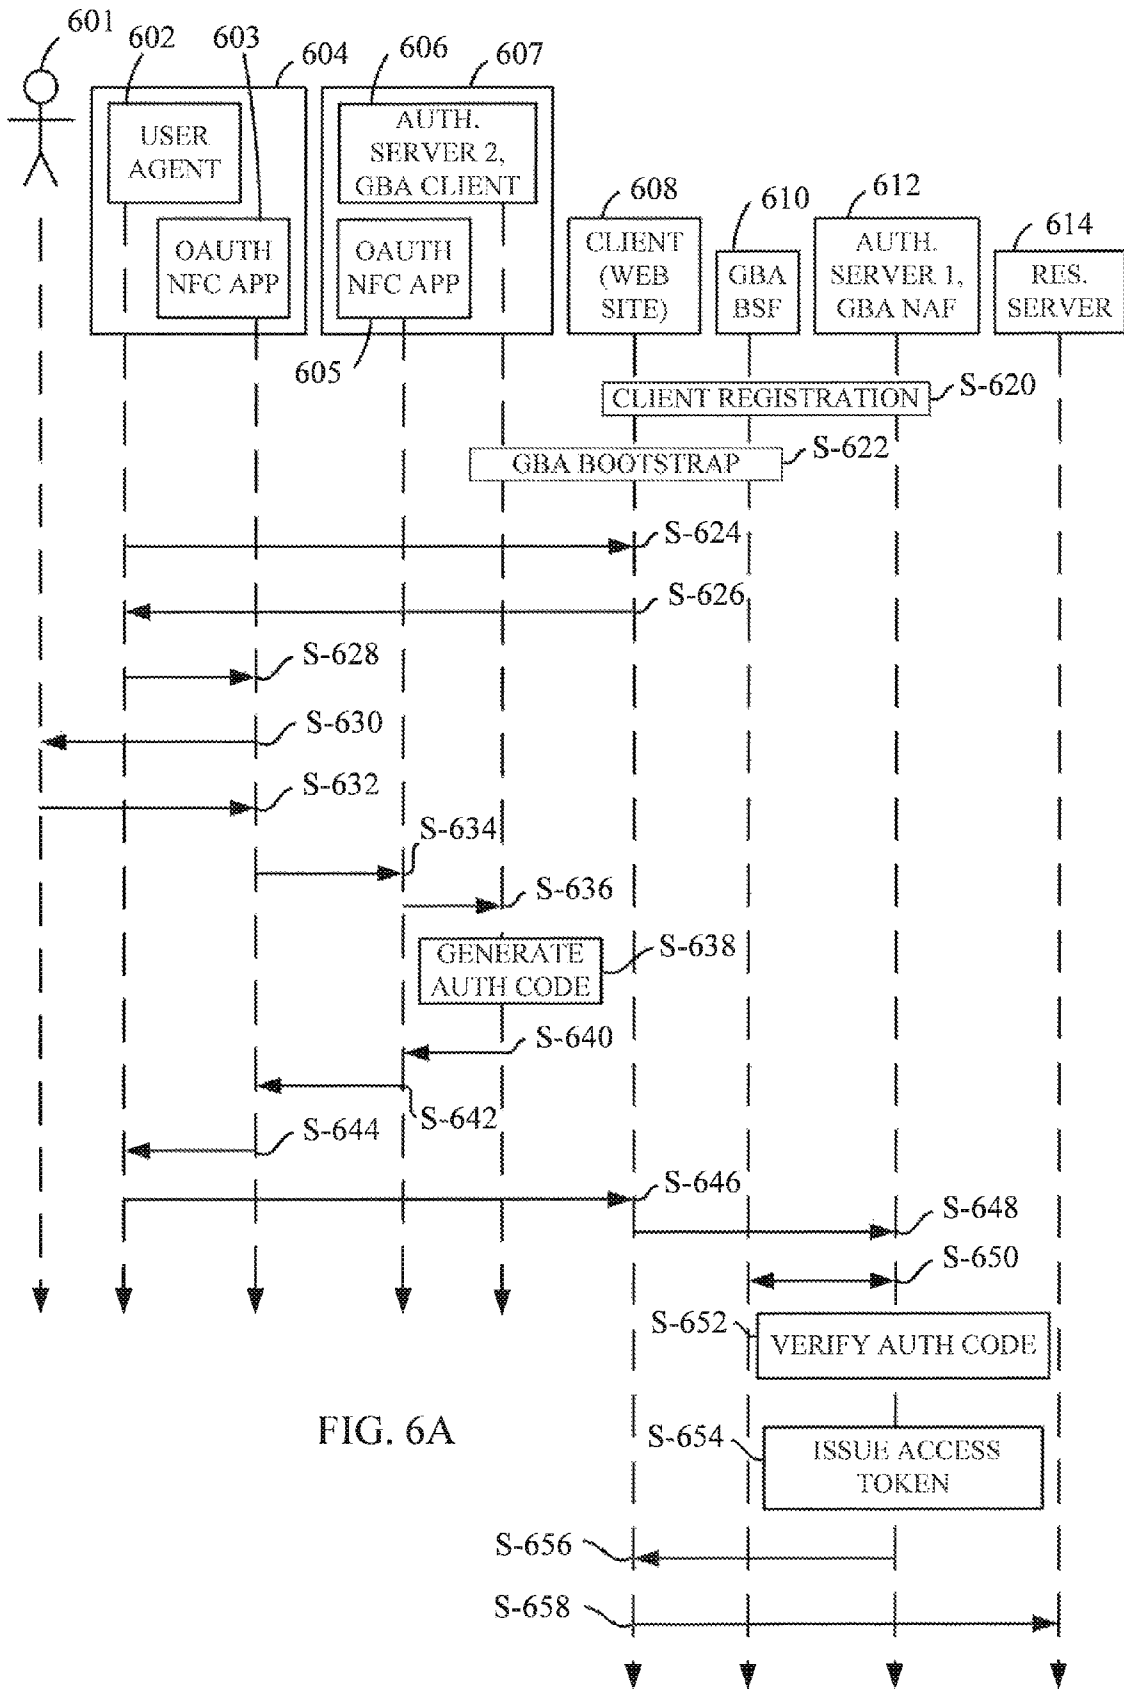 601
602
603
604
606
607
USER
AGENT
AUTH.
SERVER 2,
GBA CLIENT
OAUTH
NFC APP
OAUTH
NFC APP
605
608
610
612
614
CLIENT
(WEB
SITE)
GBA
BSF
AUTH.
SERVER 1,
GBA NAF
RES.
SERVER
CLIENT REGISTRATION
S-620
GBA BOOTSTRAP
S-622
S-624
S-626
S-628
S-630
S-632
S-634
S-636
GENERATE
AUTH CODE
S-638
S-640
S-642
S-644
S-646
S-648
S-650
S-652
VERIFY AUTH CODE
FIG. 6A
S-654
ISSUE ACCESS
TOKEN
S-656
S-658